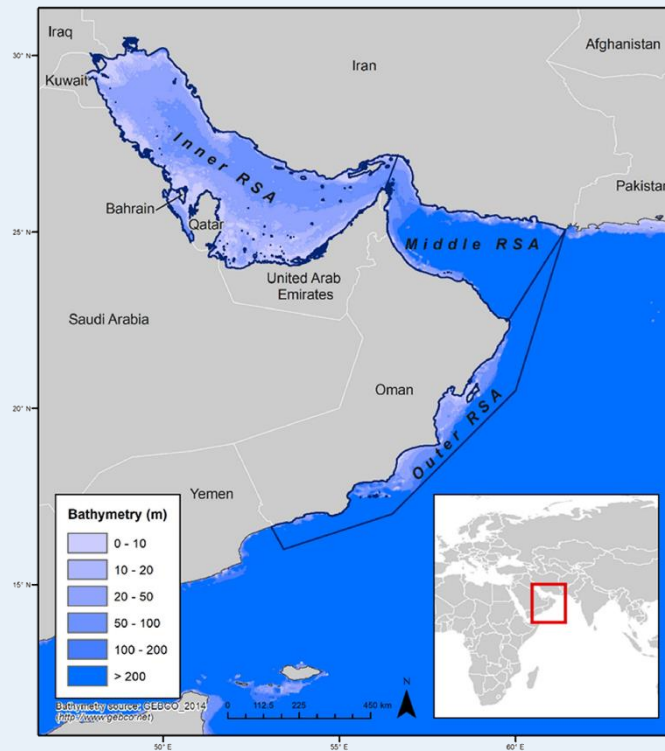 30° N
Iraq
Afghanistan
Kuwait
Iran
Inner RSA
Bahrain
Qatar
Pakistan
25° N
Middle RSA
United Arab
Emirates
Saudi Arabia
Oman
20° N
Outer RSA
Yemen
Bathymetry (m)
0 - 10
10 - 20
20 - 50
50 - 100
100 - 200
> 200
15° N
Bathymetry source: GEBCO_2014
(http://www.gebco.net)
0 112.5 225 450 km
N
50° E
55° E
60° E